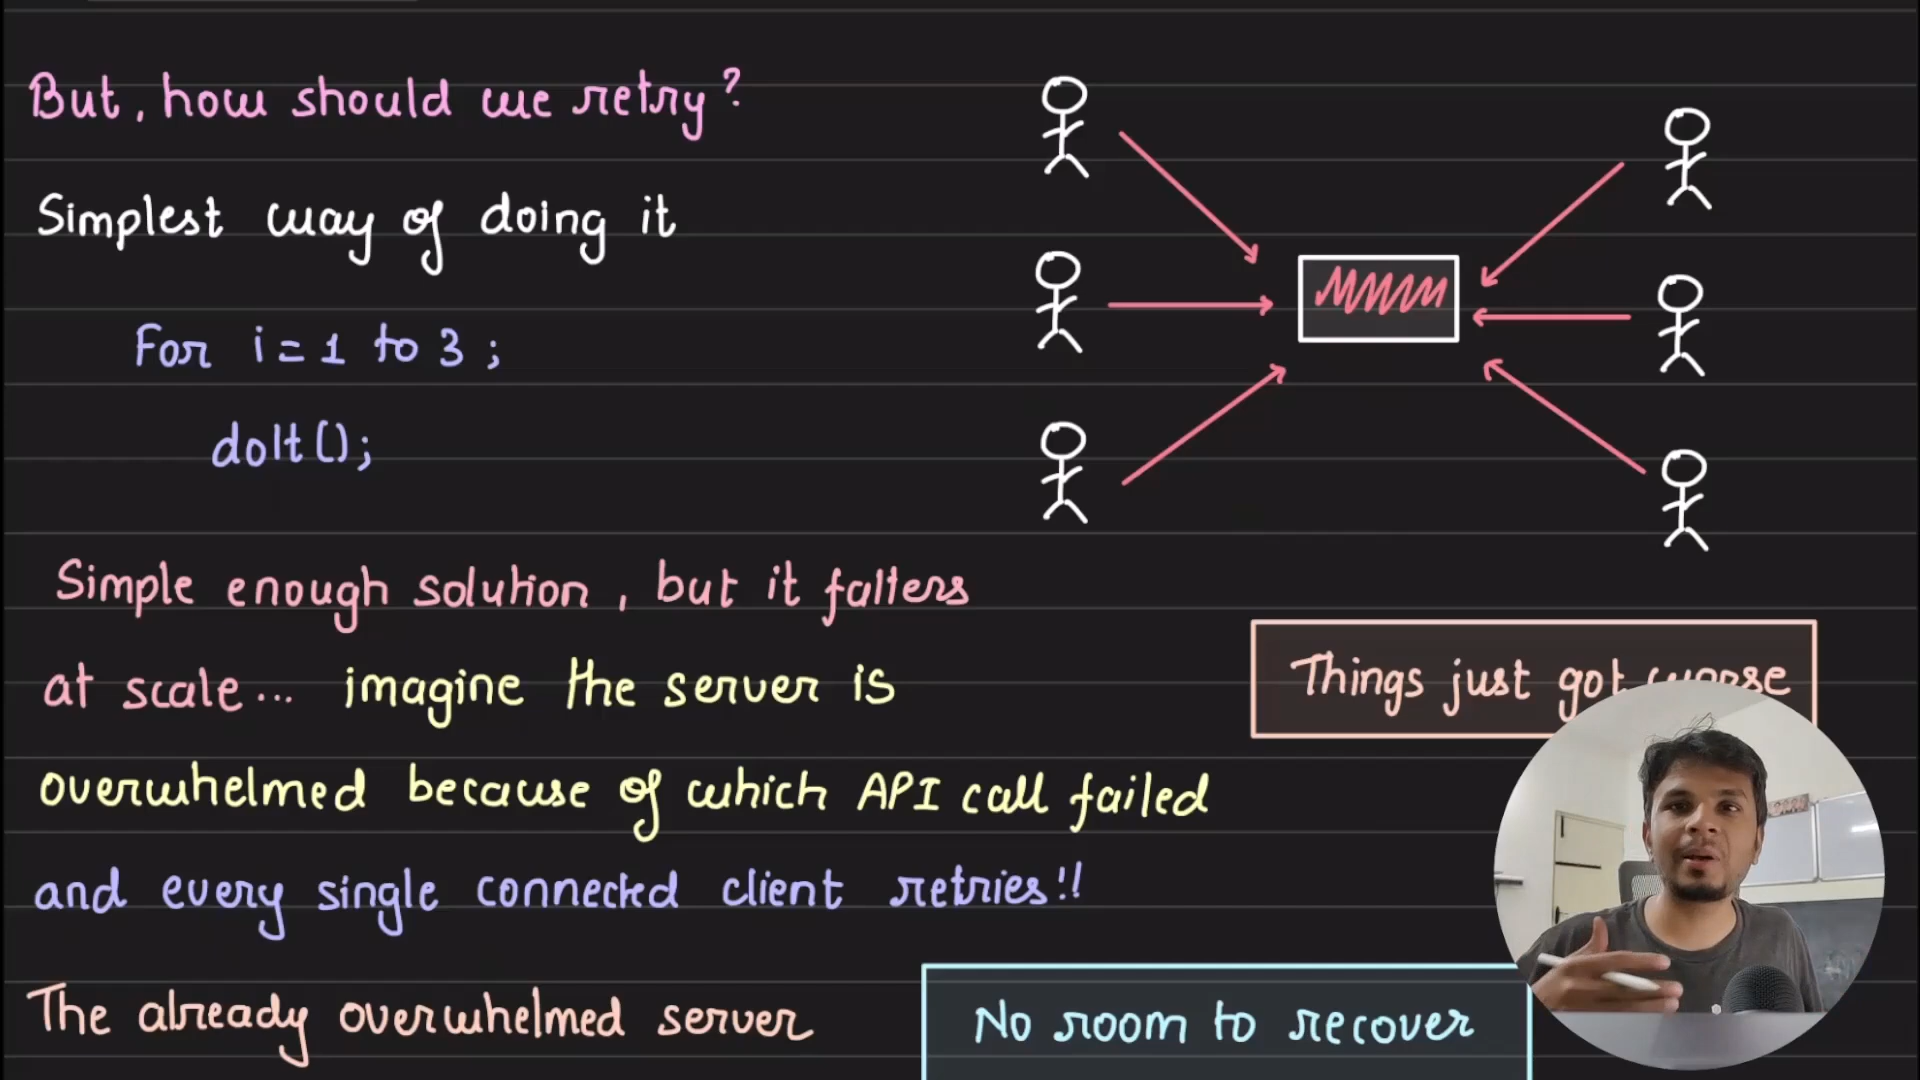 But, how should we retry?
Simplest way of doing it
For i = 1 to 3 ;
doIt();
Simple enough solution, but it falters
at scale... imagine the server is
overwhelmed because of which API call failed
and every single connected client retries!!
The already overwhelmed server
Things just got worse
No room to recover